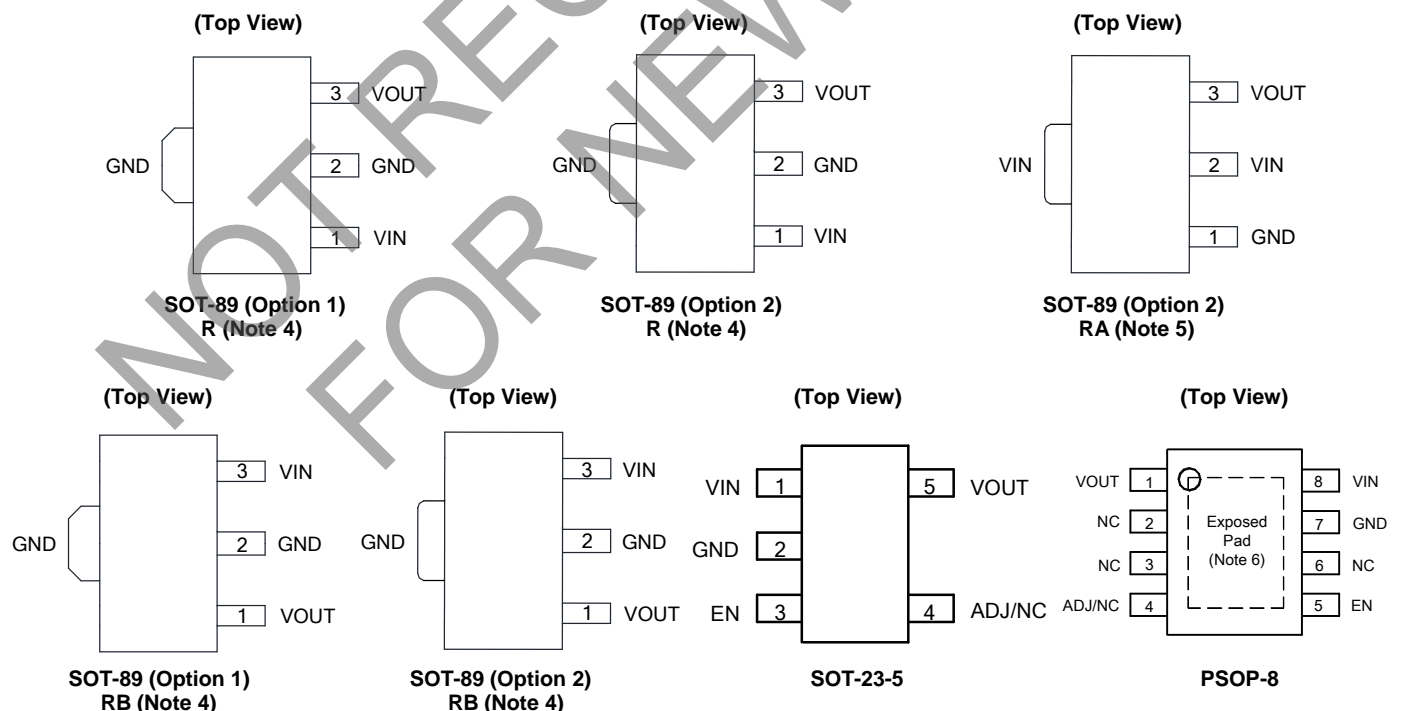 (Top View)
3 VOUT
GND
2 GND
1 VIN
SOT-89 (Option 1)
R (Note 4)
(Top View)
3 VOUT
GND
2 GND
1 VIN
SOT-89 (Option 2)
R (Note 4)
(Top View)
3 VOUT
VIN
2 VIN
1 GND
SOT-89 (Option 2)
RA (Note 5)
(Top View)
3 VIN
GND
2 GND
1 VOUT
SOT-89 (Option 1)
RB (Note 4)
(Top View)
3 VIN
GND
2 GND
1 VOUT
SOT-89 (Option 2)
RB (Note 4)
(Top View)
VIN 1
5 VOUT
GND 2
EN 3
4 ADJ/NC
SOT-23-5
(Top View)
VOUT 1
8 VIN
NC 2
7 GND
NC 3
6 NC
ADJ/NC 4
5 EN
Exposed
Pad
(Note 6)
PSOP-8
NOT
FOR